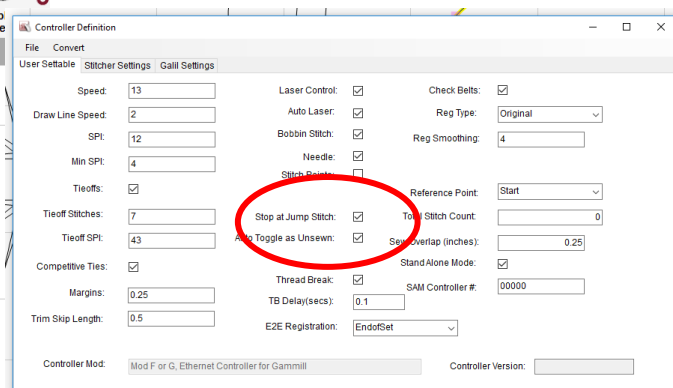 Controller Definition
File Convert
User Settable Stitcher Settings Galil Settings
Speed: 13 Laser Control: Check Belts:
Draw Line Speed: 2 Auto Laser: Reg Type: Original
SPI: 12 Bobbin Stitch: Reg Smoothing: 4
Min SPI: 4 Needle:
Stitch Points:
Tieoffs: Reference Point: Start
Tieoff Stitches: 7 Stop at Jump Stitch: Total Stitch Count: 0
Tieoff SPI: 43 Auto Toggle as Unsewn: Sew Overlap (inches): 0.25
Competitive Ties: Stand Alone Mode:
Margins: 0.25 Thread Break: SAM Controller #: 00000
TB Delay(secs): 0.1
Trim Skip Length: 0.5 E2E Registration: EndofSet
Controller Mod: Mod F or G, Ethernet Controller for Gammill Controller Version: